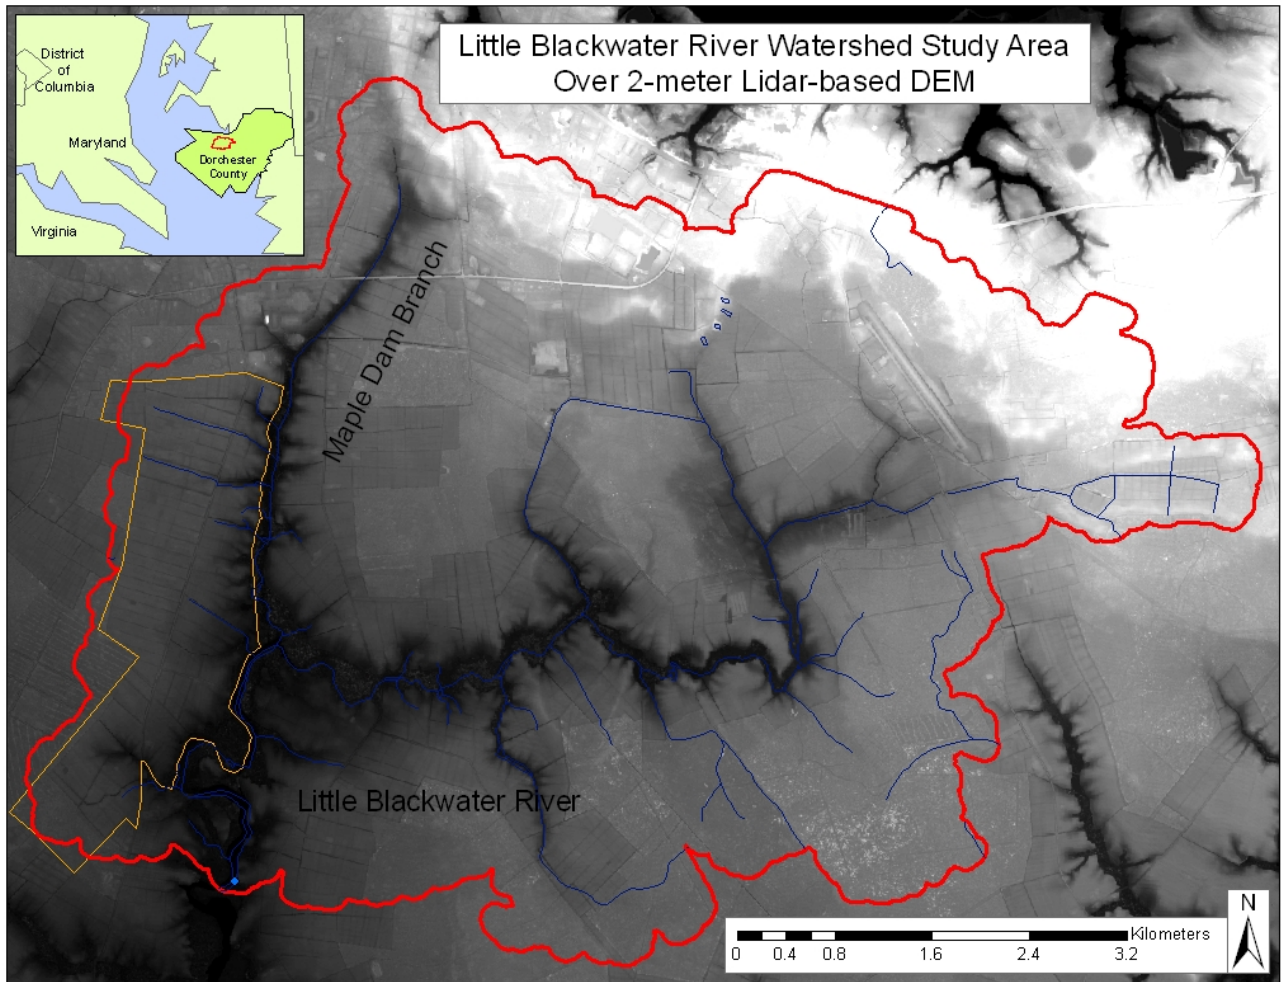 Little Blackwater River Watershed Study Area
Over 2-meter Lidar-based DEM
District
of
Columbia
Maryland
Dorchester
County
Virginia
Maple Dam Branch
Little Blackwater River
N
Kilometers
0 0.4 0.8 1.6 2.4 3.2